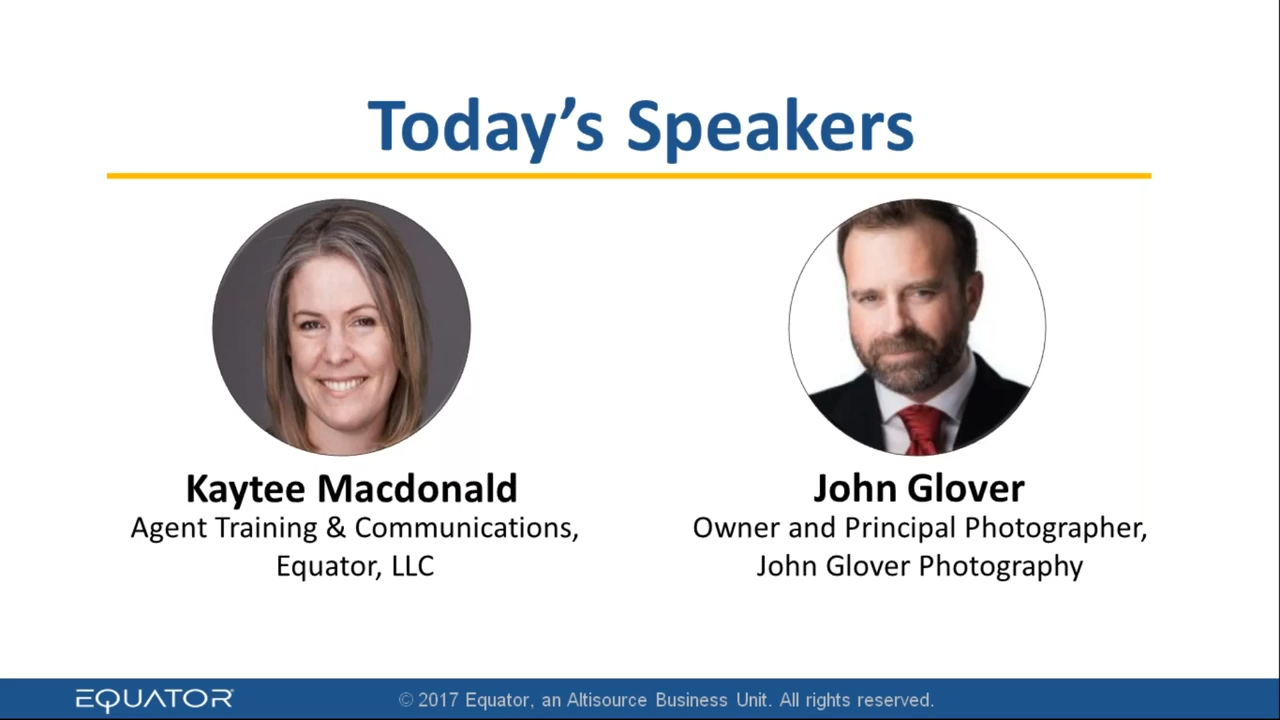 Today’s Speakers
Kaytee Macdonald
Agent Training & Communications,
Equator, LLC
John Glover
Owner and Principal Photographer,
John Glover Photography
EQUATOR®
© 2017 Equator, an Altisource Business Unit. All rights reserved.